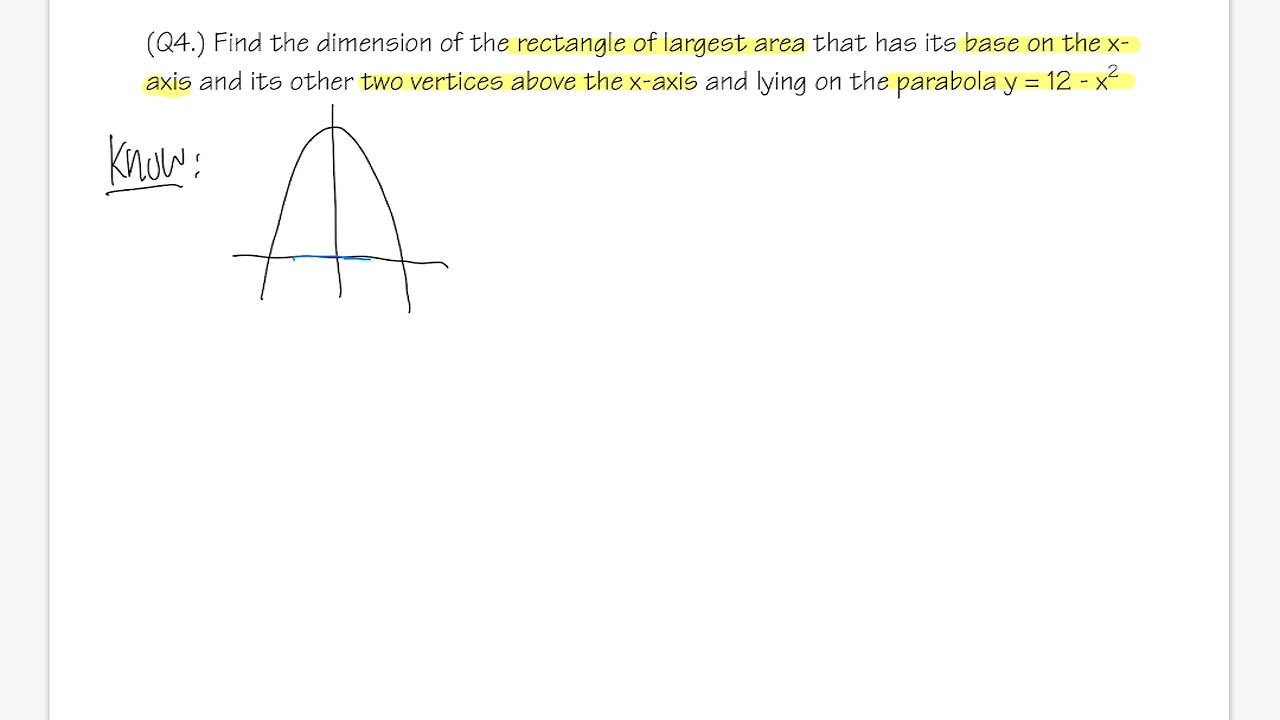 (Q4.) Find the dimension of the rectangle of largest area that has its base on the x-
axis and its other two vertices above the x-axis and lying on the parabola y = 12 - x²
Know: